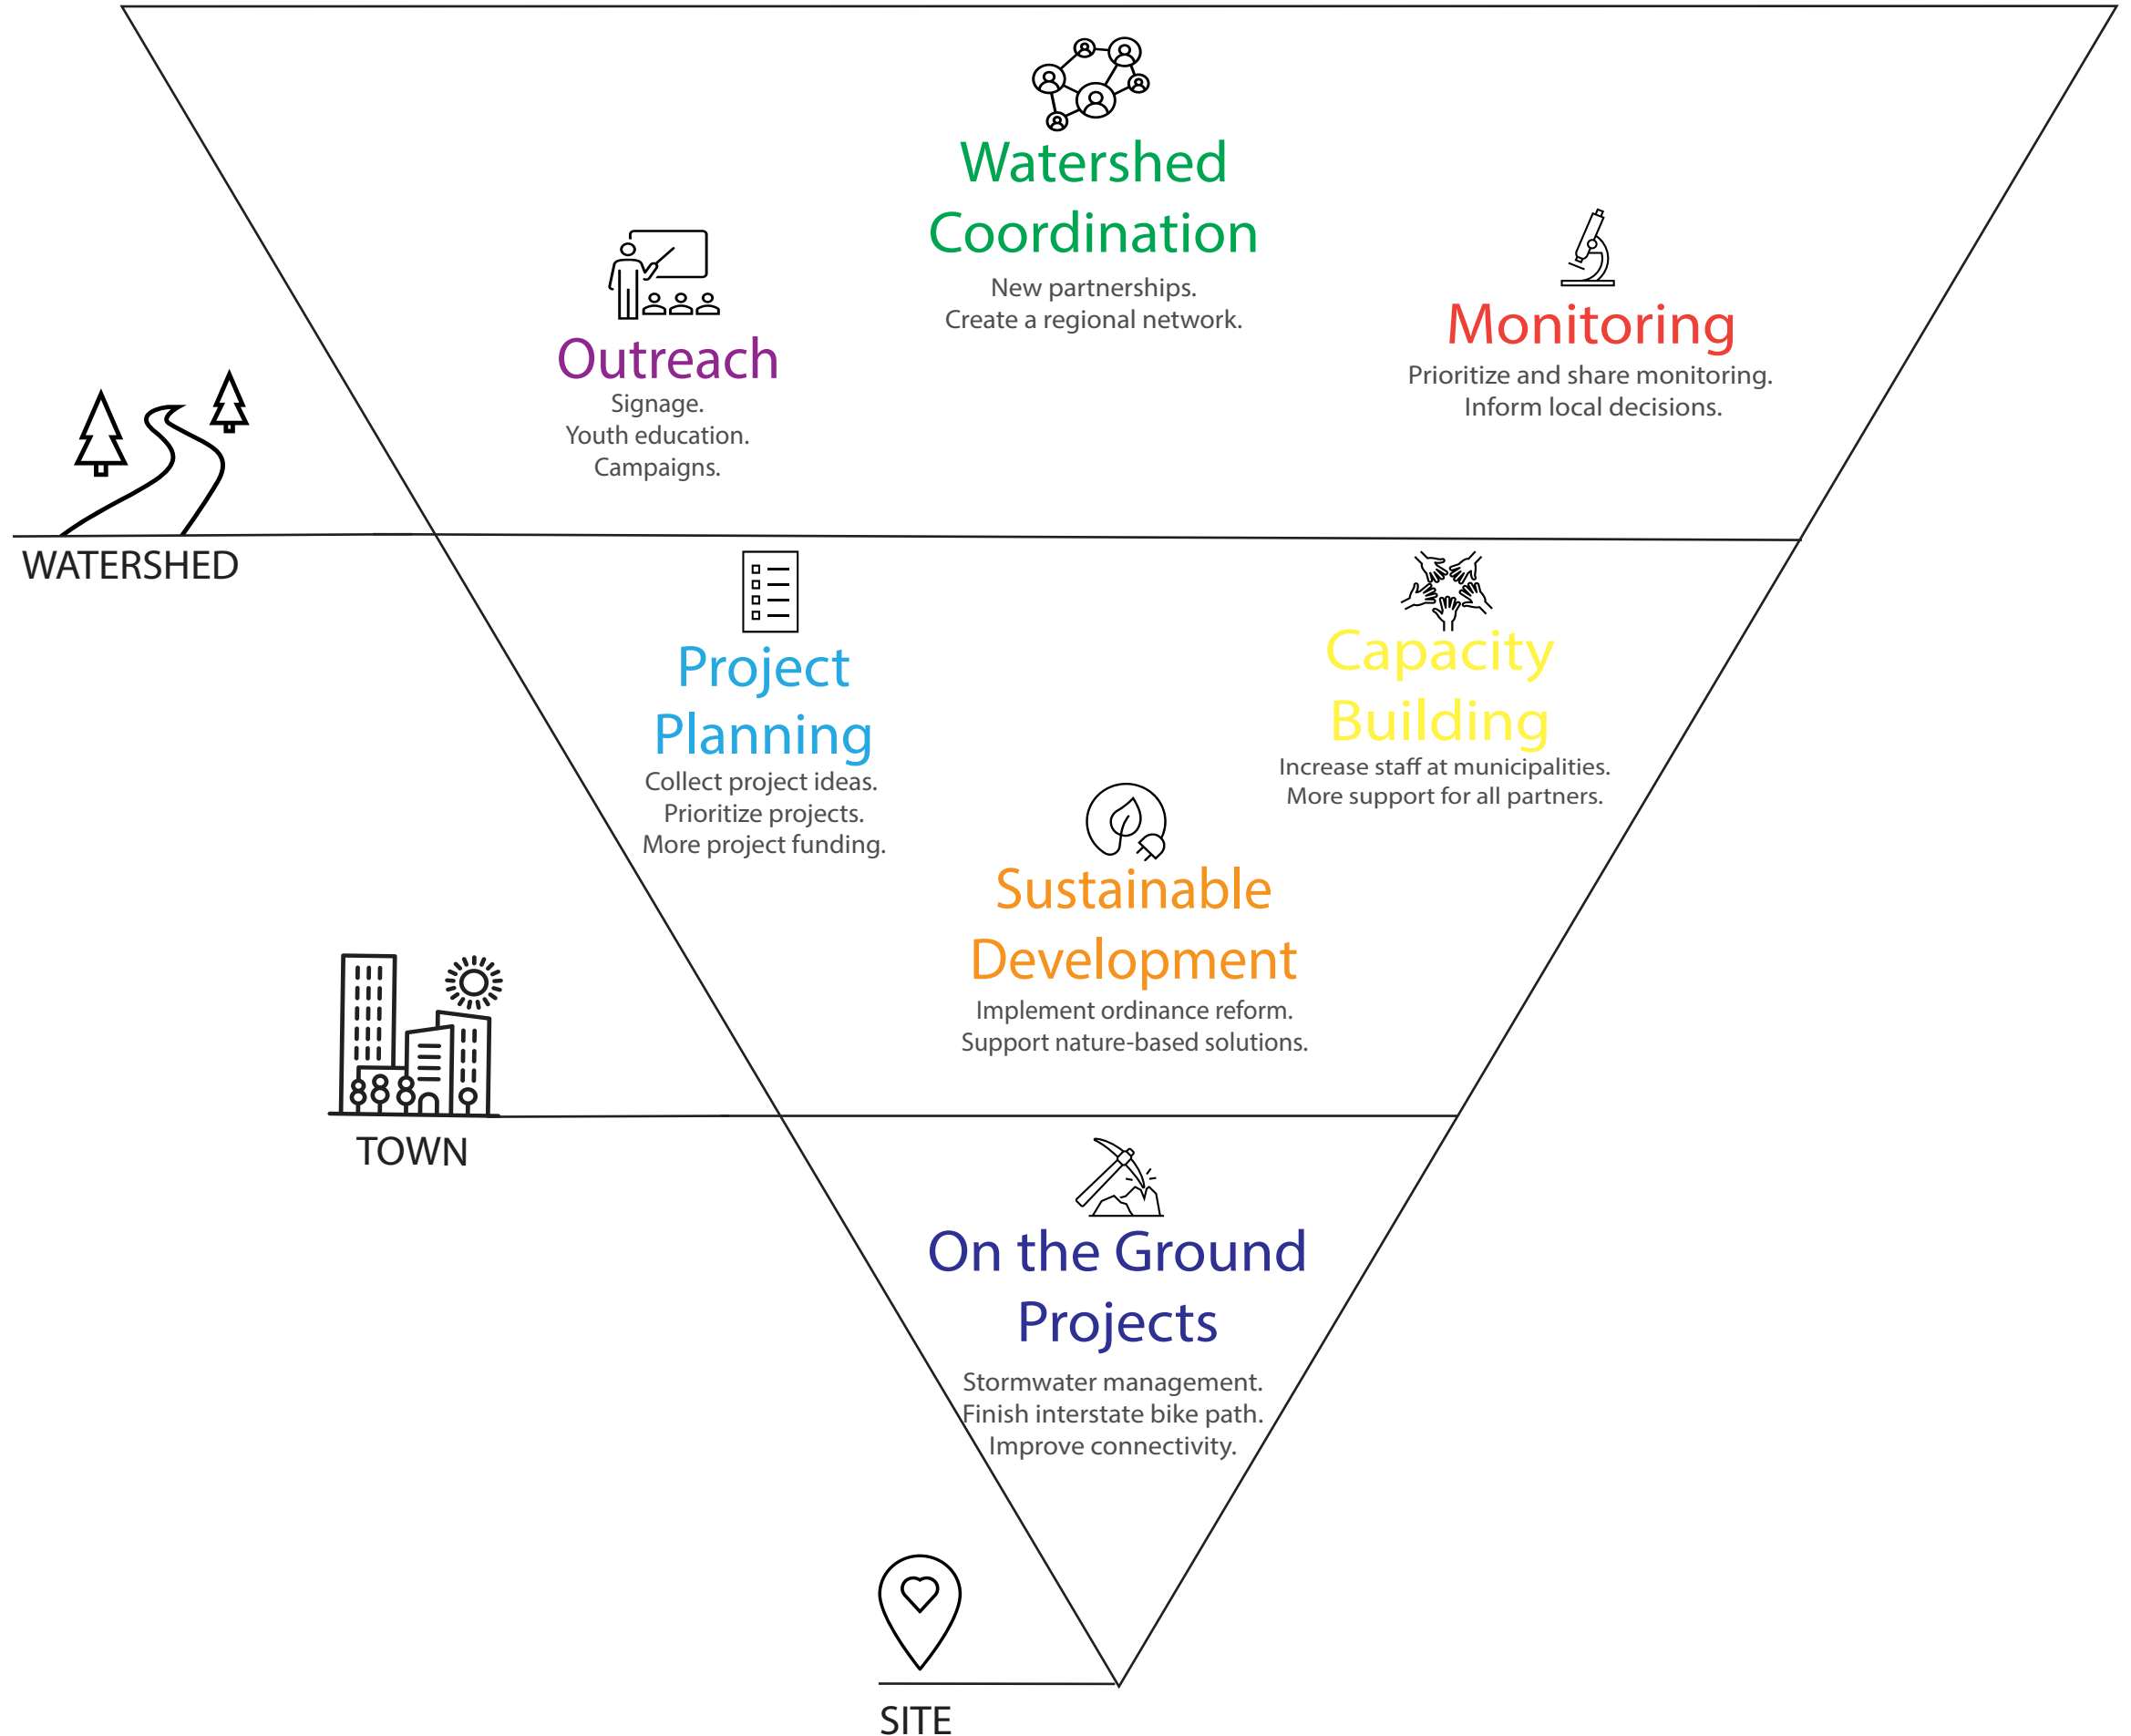 Watershed
Coordination
New partnerships.
Create a regional network.
Outreach
Signage.
Youth education.
Campaigns.
Monitoring
Prioritize and share monitoring.
Inform local decisions.
WATERSHED
Project
Planning
Collect project ideas.
Prioritize projects.
More project funding.
Capacity
Building
Increase staff at municipalities.
More support for all partners.
Sustainable
Development
Implement ordinance reform.
Support nature-based solutions.
TOWN
On the Ground
Projects
Stormwater management.
Finish interstate bike path.
Improve connectivity.
SITE